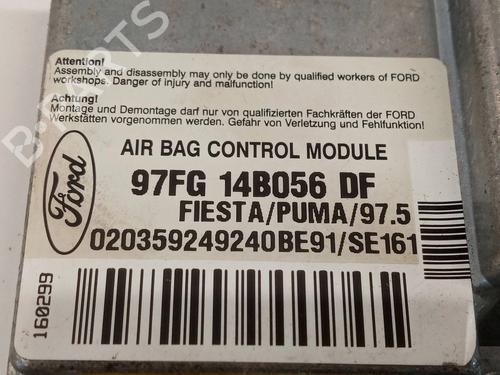 Attention!
Assembly and disassembly may only be done by qualified workers of FORD
workshops. Danger of injury and malfunction!
Achtung!
Montage und Demontage darf nur von qualifizierten Fachkräften der FORD
Werkstätten vorgenommen werden. Gefahr von Verletzung und Fehlfunktion!
Ford
AIR BAG CONTROL MODULE
97FG 14B056 DF
FIESTA/PUMA/97.5
020359249240BE91/SE161
160299
B-PARTS